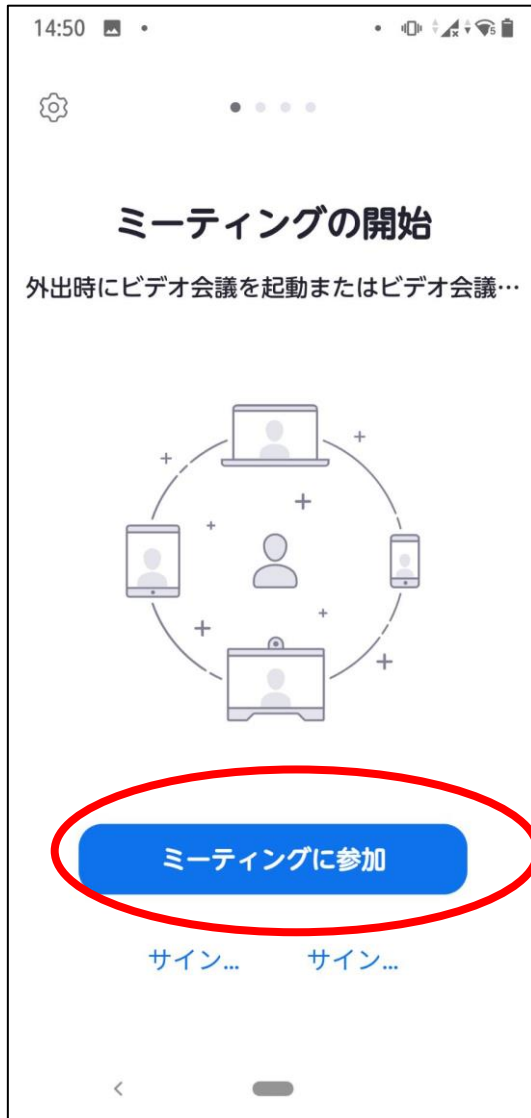 14:50
ミーティングの開始
外出時にビデオ会議を起動またはビデオ会議…
ミーティングに参加
サイン... サイン...